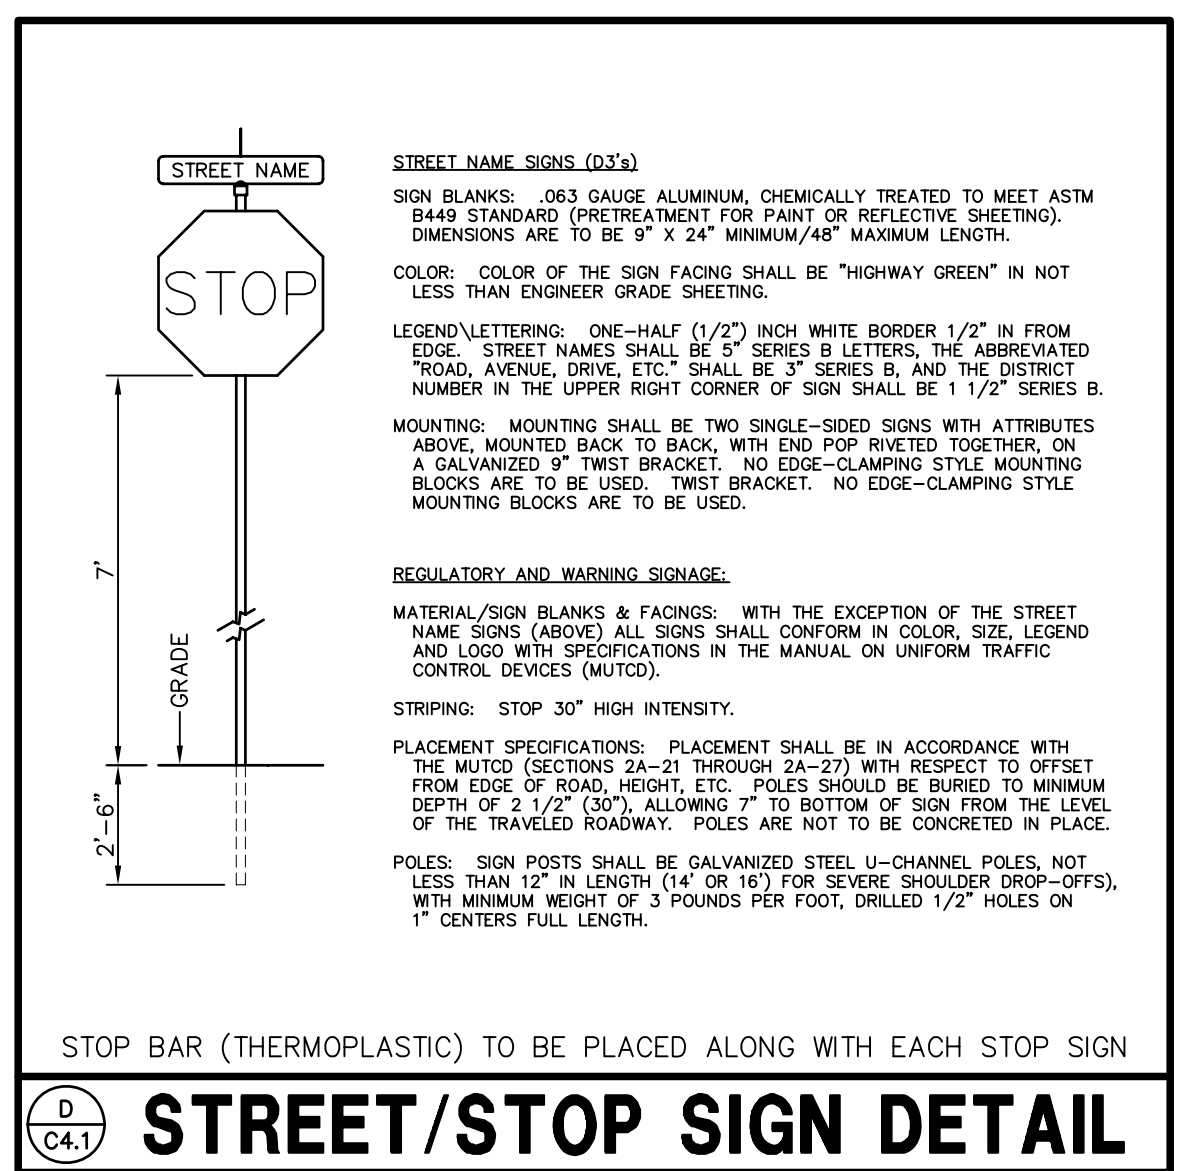 STREET NAME
STOP
7'
GRADE
2'-6"
STREET NAME SIGNS (D3's)
SIGN BLANKS: .063 GAUGE ALUMINUM, CHEMICALLY TREATED TO MEET ASTM
B449 STANDARD (PRETREATMENT FOR PAINT OR REFLECTIVE SHEETING).
DIMENSIONS ARE TO BE 9" X 24" MINIMUM/48" MAXIMUM LENGTH.
COLOR: COLOR OF THE SIGN FACING SHALL BE "HIGHWAY GREEN" IN NOT
LESS THAN ENGINEER GRADE SHEETING.
LEGEND\LETTERING: ONE-HALF (1/2") INCH WHITE BORDER 1/2" IN FROM
EDGE. STREET NAMES SHALL BE 5" SERIES B LETTERS, THE ABBREVIATED
"ROAD, AVENUE, DRIVE, ETC." SHALL BE 3" SERIES B, AND THE DISTRICT
NUMBER IN THE UPPER RIGHT CORNER OF SIGN SHALL BE 1 1/2" SERIES B.
MOUNTING: MOUNTING SHALL BE TWO SINGLE-SIDED SIGNS WITH ATTRIBUTES
ABOVE, MOUNTED BACK TO BACK, WITH END POP RIVETED TOGETHER, ON
A GALVANIZED 9" TWIST BRACKET. NO EDGE-CLAMPING STYLE MOUNTING
BLOCKS ARE TO BE USED. TWIST BRACKET. NO EDGE-CLAMPING STYLE
MOUNTING BLOCKS ARE TO BE USED.
REGULATORY AND WARNING SIGNAGE:
MATERIAL/SIGN BLANKS & FACINGS: WITH THE EXCEPTION OF THE STREET
NAME SIGNS (ABOVE) ALL SIGNS SHALL CONFORM IN COLOR, SIZE, LEGEND
AND LOGO WITH SPECIFICATIONS IN THE MANUAL ON UNIFORM TRAFFIC
CONTROL DEVICES (MUTCD).
STRIPING: STOP 30" HIGH INTENSITY.
PLACEMENT SPECIFICATIONS: PLACEMENT SHALL BE IN ACCORDANCE WITH
THE MUTCD (SECTIONS 2A-21 THROUGH 2A-27) WITH RESPECT TO OFFSET
FROM EDGE OF ROAD, HEIGHT, ETC. POLES SHOULD BE BURIED TO MINIMUM
DEPTH OF 2 1/2" (30"), ALLOWING 7" TO BOTTOM OF SIGN FROM THE LEVEL
OF THE TRAVELED ROADWAY. POLES ARE NOT TO BE CONCRETED IN PLACE.
POLES: SIGN POSTS SHALL BE GALVANIZED STEEL U-CHANNEL POLES, NOT
LESS THAN 12" IN LENGTH (14' OR 16') FOR SEVERE SHOULDER DROP-OFFS),
WITH MINIMUM WEIGHT OF 3 POUNDS PER FOOT, DRILLED 1/2" HOLES ON
1" CENTERS FULL LENGTH.
STOP BAR (THERMOPLASTIC) TO BE PLACED ALONG WITH EACH STOP SIGN
D
C4.1
STREET/STOP SIGN DETAIL